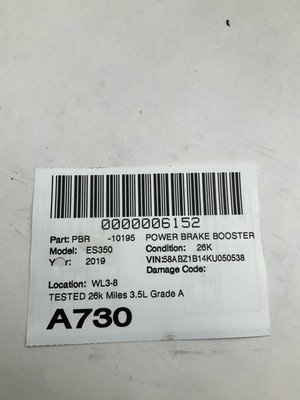 0000006152
Part: PBR -10195 POWER BRAKE BOOSTER
Model: ES350 Condition: 26K
Year: 2019 VIN:58ABZ1B14KU050538
Damage Code:
Location: WL3-8
TESTED 26k Miles 3.5L Grade A
A730